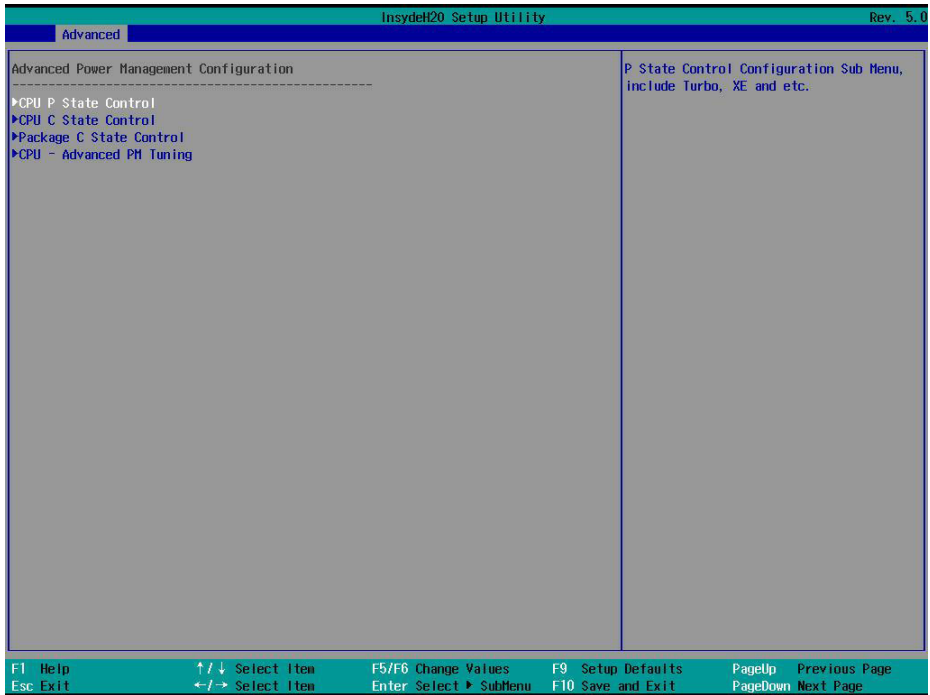 InsydeH20 Setup Utility Rev. 5.0
Advanced
Advanced Power Management Configuration
------------------------------------------------
▶CPU P State Control
▶CPU C State Control
▶Package C State Control
▶CPU - Advanced PM Tuning
P State Control Configuration Sub Menu,
include Turbo, XE and etc.
F1 Help ↑/↓ Select Item F5/F6 Change Values F9 Setup Defaults PageUp Previous Page
Esc Exit ←/→ Select Item Enter Select ▶ SubMenu F10 Save and Exit PageDown Next Page